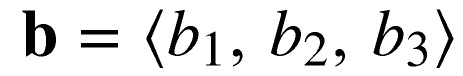 𝐛 = ⟨b₁, b₂, b₃⟩